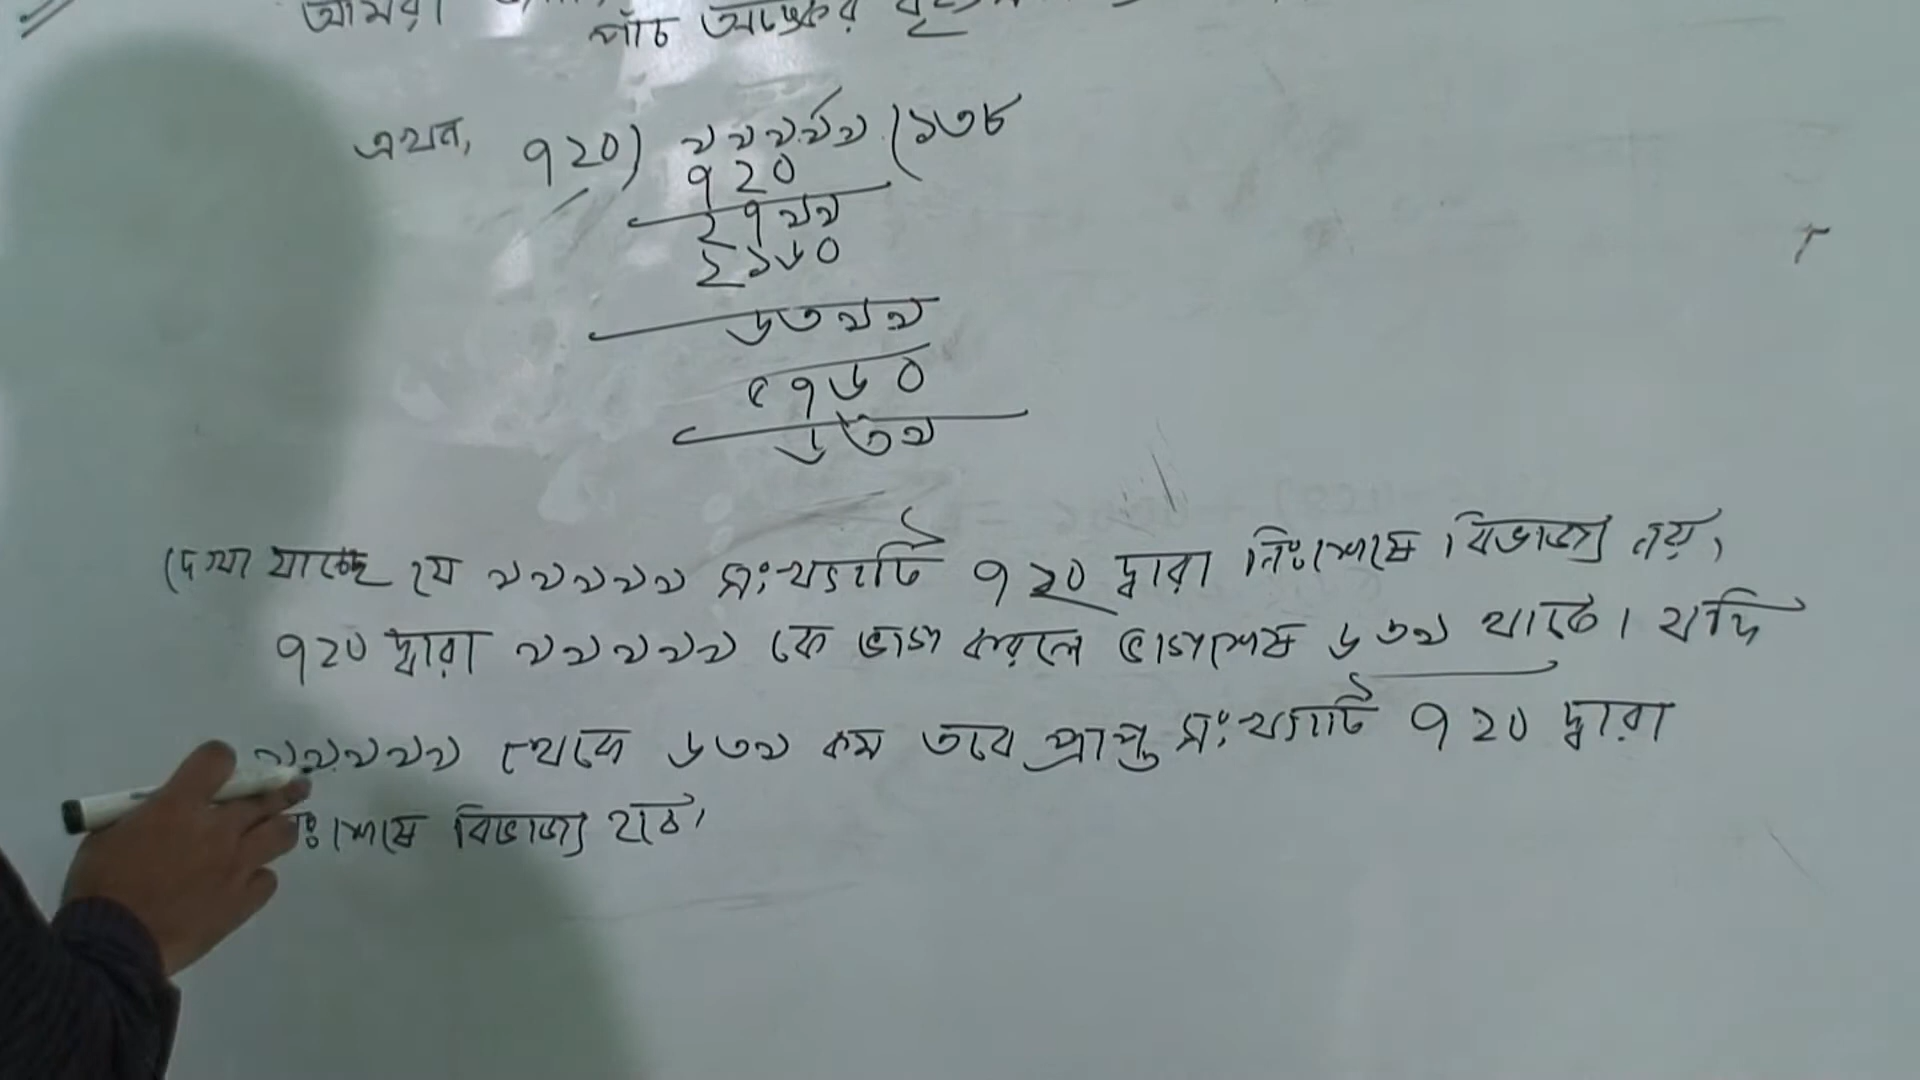 আমরা
পাঁচ অঙ্কের
এখন, ৭২০) ৯৯৯৯৯ (১৩৮
৭২০
২৭৯৯
২১৬০
৬৩৯৯
৫৭৬০
৬৩৯
দেখা যাচ্ছে যে ৯৯৯৯৯ সংখ্যাটি ৭২০ দ্বারা নিঃশেষে বিভাজ্য নয়,
৭২০ দ্বারা ৯৯৯৯৯ কে ভাগ করলে ভাগশেষ ৬৩৯ থাকে। যদি
৯৯৯৯৯ থেকে ৬৩৯ কম তবে প্রাপ্ত সংখ্যাটি ৭২০ দ্বারা
ঃশেষে বিভাজ্য হবে।